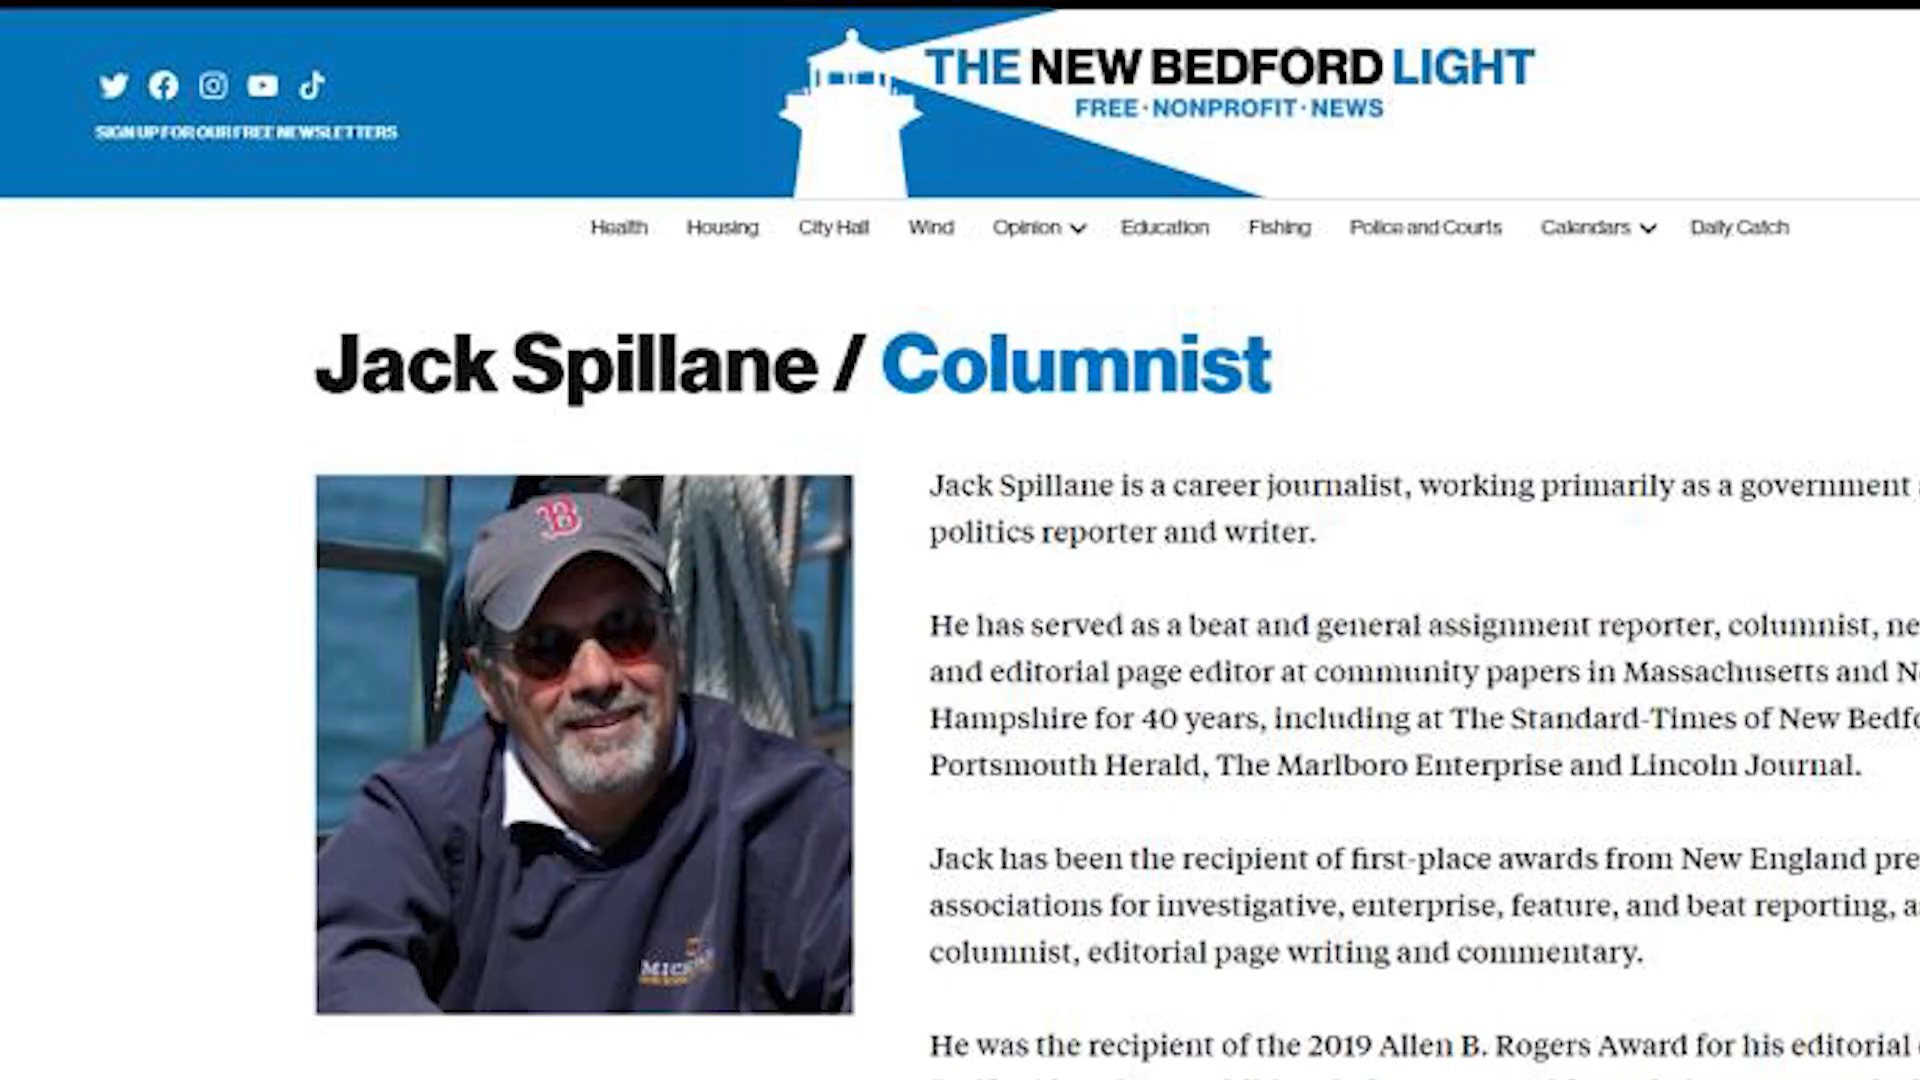 THE NEW BEDFORD LIGHT
FREE · NONPROFIT · NEWS
SIGN UP FOR OUR FREE NEWSLETTERS
Health Housing City Hall Wind Opinion Education Fishing Police and Courts Calendars Daily Catch
Jack Spillane / Columnist
B
Jack Spillane is a career journalist, working primarily as a government
politics reporter and writer.
He has served as a beat and general assignment reporter, columnist,
and editorial page editor at community papers in Massachusetts and
Hampshire for 40 years, including at The Standard-Times of New
Portsmouth Herald, The Marlboro Enterprise and Lincoln Journal.
Jack has been the recipient of first-place awards from New England
associations for investigative, enterprise, feature, and beat reporting,
columnist, editorial page writing and commentary.
He was the recipient of the 2019 Allen B. Rogers Award for his editorial